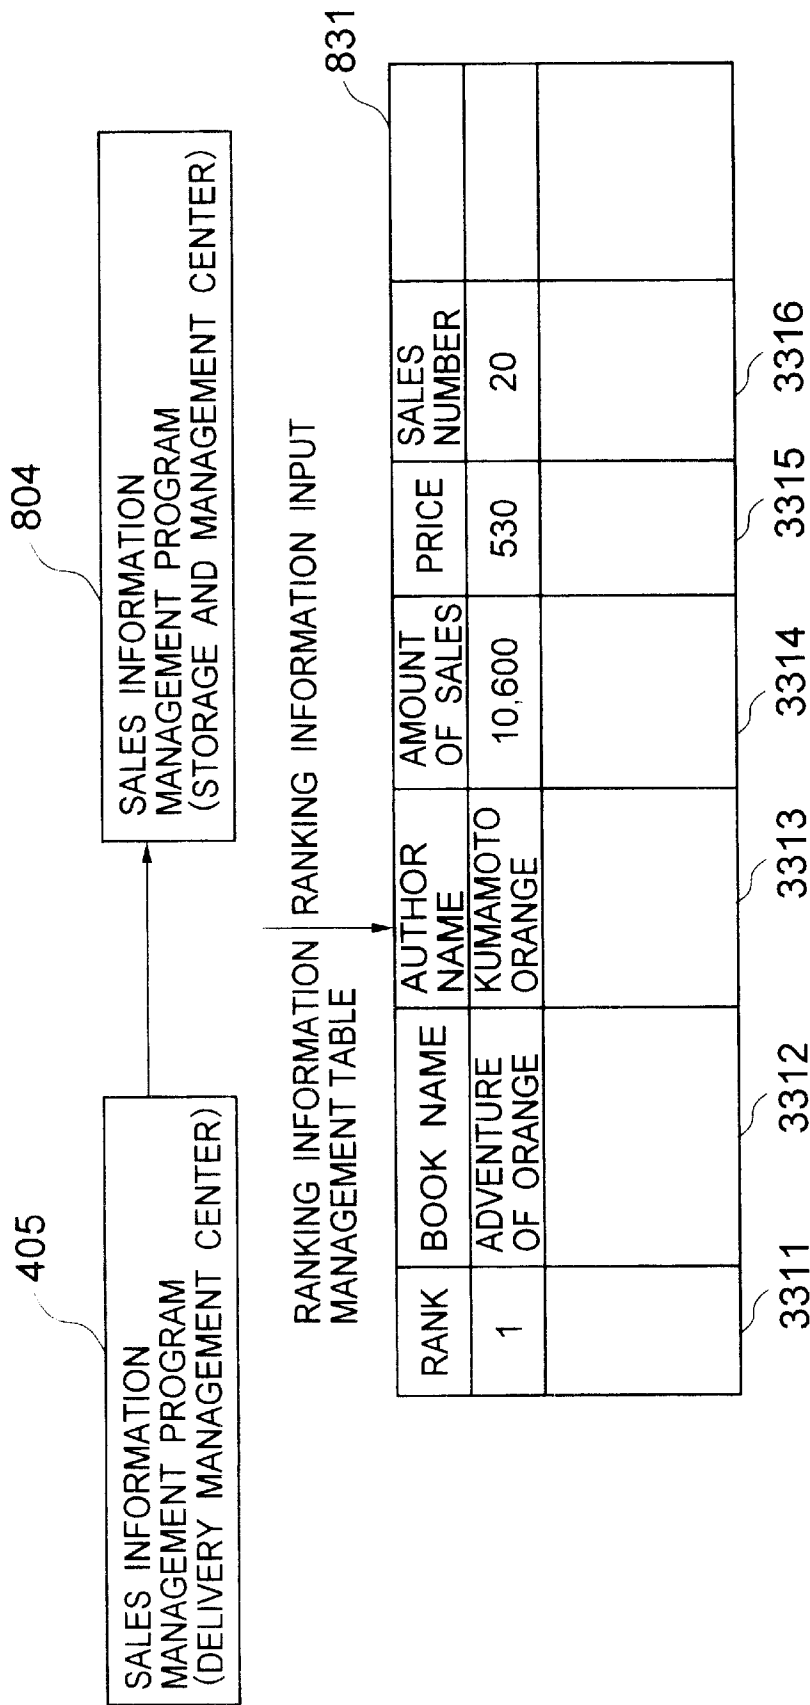 405
SALES INFORMATION
MANAGEMENT PROGRAM
(DELIVERY MANAGEMENT CENTER)
804
SALES INFORMATION
MANAGEMENT PROGRAM
(STORAGE AND MANAGEMENT CENTER)
RANKING INFORMATION
MANAGEMENT TABLE
RANKING INFORMATION INPUT
831
RANK BOOK NAME AUTHOR NAME AMOUNT OF SALES PRICE SALES NUMBER
1 ADVENTURE OF ORANGE KUMAMOTO ORANGE 10,600 530 20
3311 3312 3313 3314 3315 3316